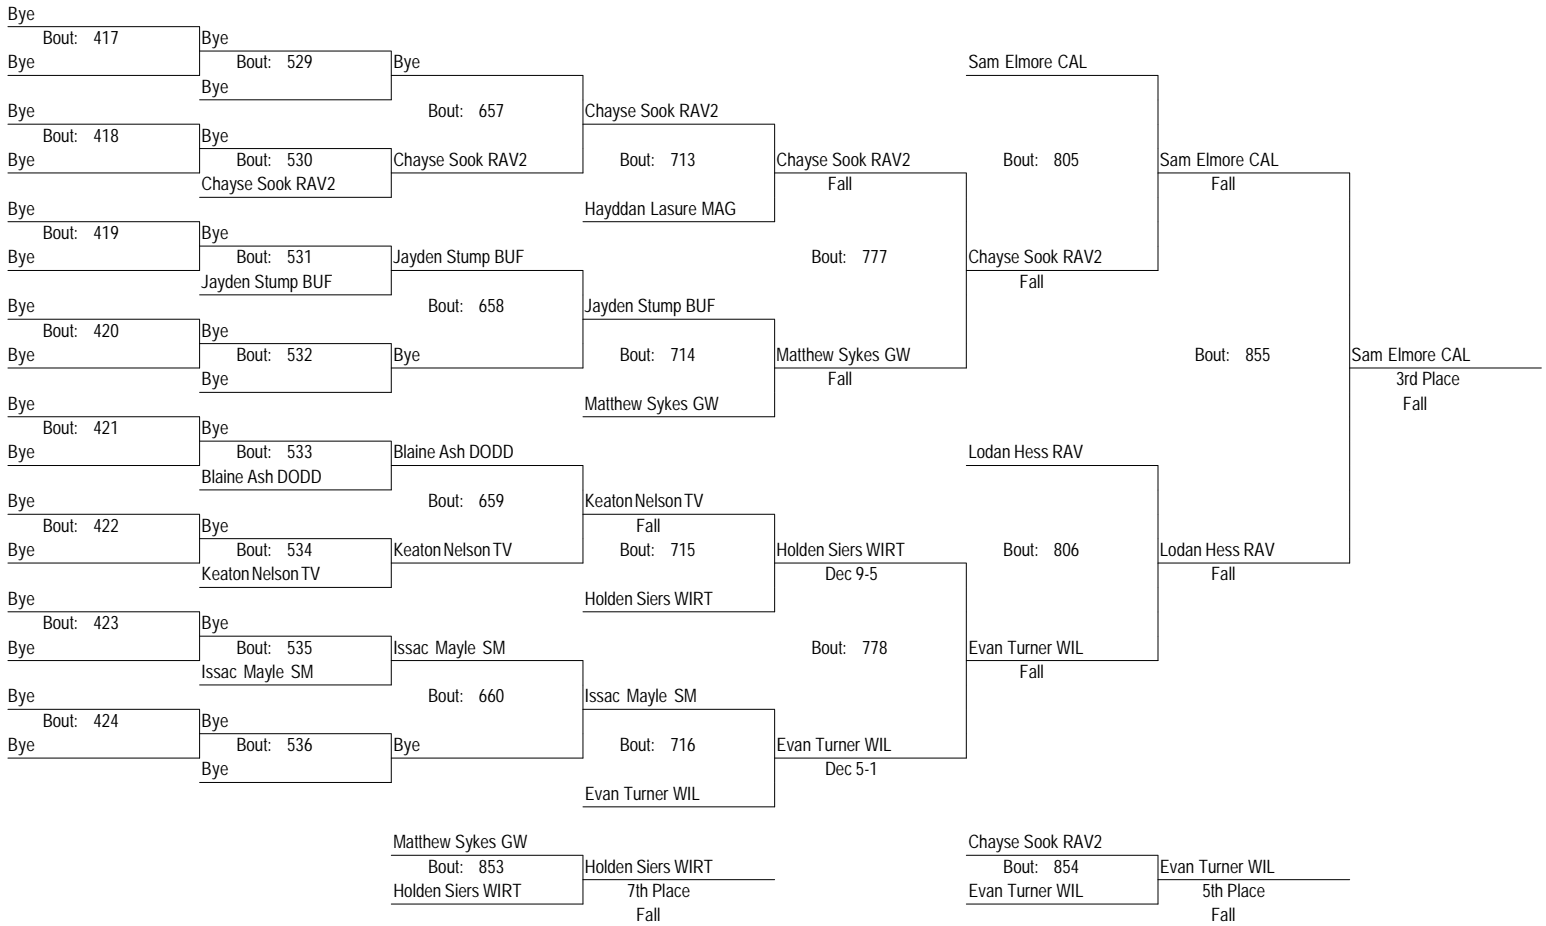 Bye
Bout: 417
Bye
Bye
Bout: 529
Bye
Sam Elmore CAL
Bye
Bye
Bye
Bout: 657
Chayse Sook RAV2
Bout: 418
Bye
Bye
Bout: 530
Chayse Sook RAV2
Bout: 713
Chayse Sook RAV2
Bout: 805
Sam Elmore CAL
Chayse Sook RAV2
Fall
Fall
Bye
Hayddan Lasure MAG
Bout: 419
Bye
Bye
Bout: 531
Jayden Stump BUF
Bout: 777
Chayse Sook RAV2
Jayden Stump BUF
Fall
Bye
Bout: 658
Jayden Stump BUF
Bout: 420
Bye
Bye
Bout: 532
Bye
Bout: 714
Matthew Sykes GW
Bout: 855
Sam Elmore CAL
Bye
Fall
3rd Place
Bye
Matthew Sykes GW
Fall
Bout: 421
Bye
Bye
Bout: 533
Blaine Ash DODD
Lodan Hess RAV
Blaine Ash DODD
Bye
Bout: 659
Keaton Nelson TV
Bout: 422
Bye
Fall
Bye
Bout: 534
Keaton Nelson TV
Bout: 715
Holden Siers WIRT
Bout: 806
Lodan Hess RAV
Keaton Nelson TV
Dec 9-5
Fall
Bye
Holden Siers WIRT
Bout: 423
Bye
Bye
Bout: 535
Issac Mayle SM
Bout: 778
Evan Turner WIL
Issac Mayle SM
Fall
Bye
Bout: 660
Issac Mayle SM
Bout: 424
Bye
Bye
Bout: 536
Bye
Bout: 716
Evan Turner WIL
Bye
Dec 5-1
Evan Turner WIL
Matthew Sykes GW
Bout: 853
Holden Siers WIRT
Holden Siers WIRT
7th Place
Fall
Chayse Sook RAV2
Bout: 854
Evan Turner WIL
Evan Turner WIL
5th Place
Fall